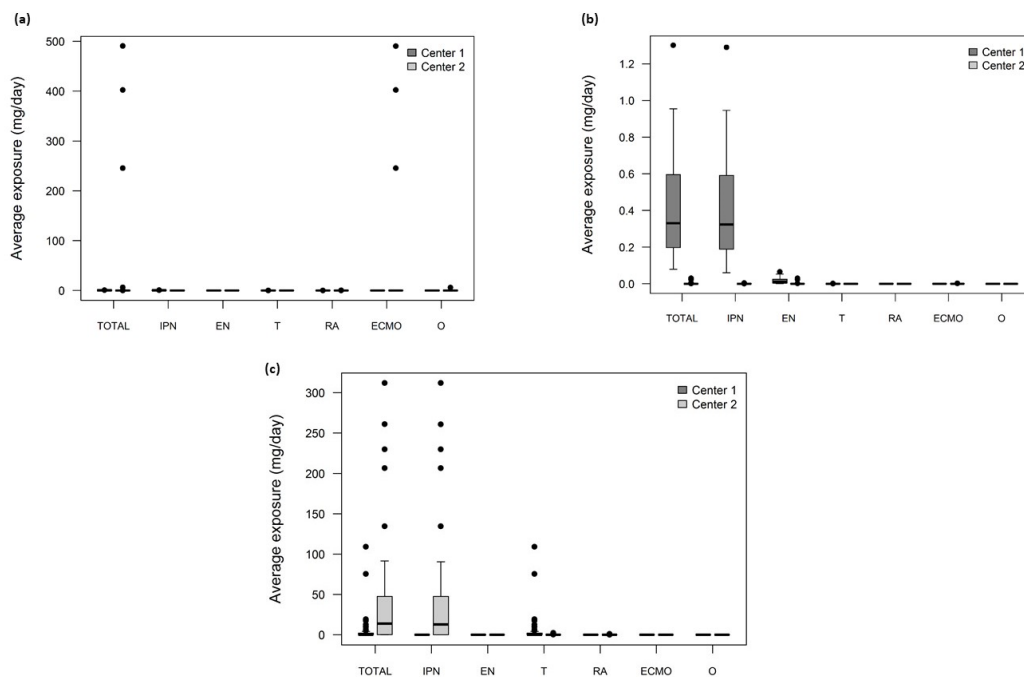 (a)
Average exposure (mg/day)
500
400
300
200
100
0
Center 1
Center 2
TOTAL IPN EN T RA ECMO O
(b)
Average exposure (mg/day)
1.2
1.0
0.8
0.6
0.4
0.2
0.0
Center 1
Center 2
TOTAL IPN EN T RA ECMO O
(c)
Average exposure (mg/day)
300
250
200
150
100
50
0
Center 1
Center 2
TOTAL IPN EN T RA ECMO O